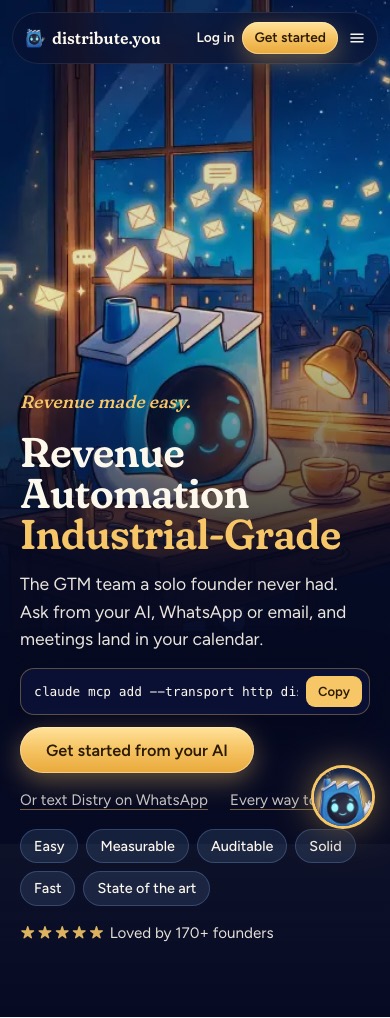 distribute.you
Log in
Get started
Revenue made easy.
Revenue
Automation
Industrial-Grade
The GTM team a solo founder never had.
Ask from your AI, WhatsApp or email, and
meetings land in your calendar.
claude mcp add --transport http
Copy
Get started from your AI
Or text Distry on WhatsApp
Every way
Easy
Measurable
Auditable
Solid
Fast
State of the art
Loved by 170+ founders